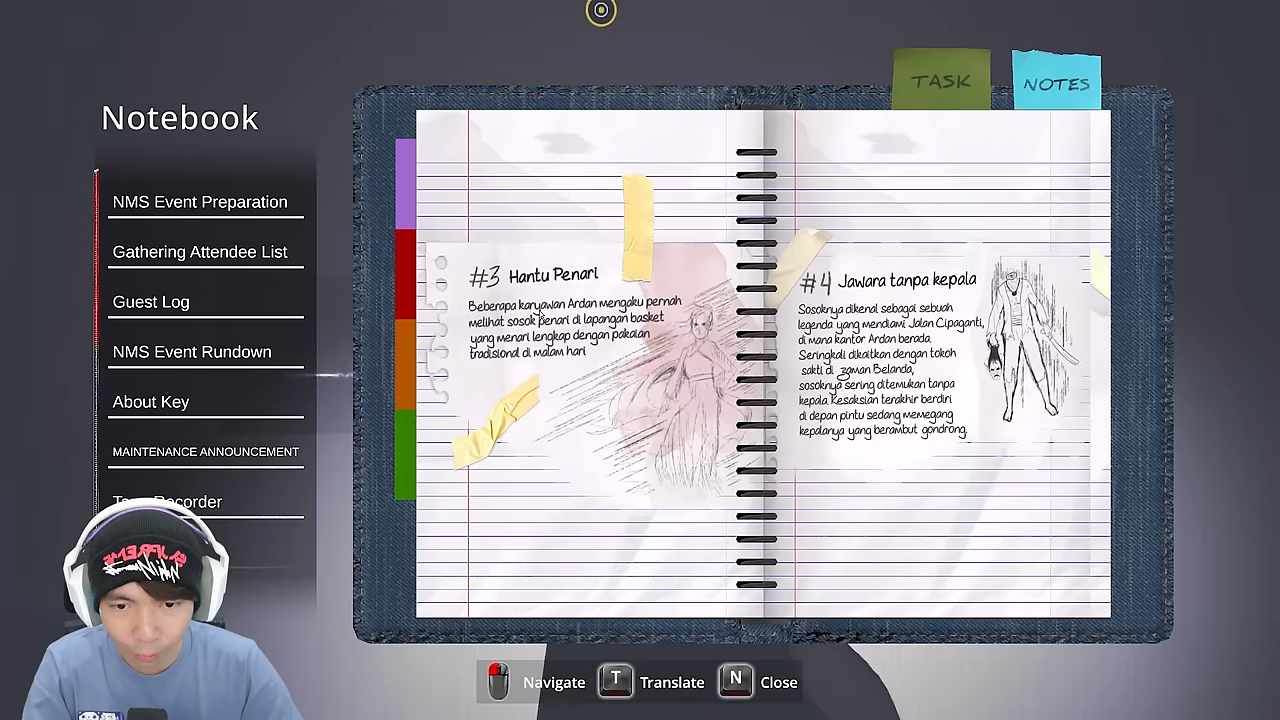 TASK
NOTES
Notebook
NMS Event Preparation
Gathering Attendee List
Guest Log
NMS Event Rundown
About Key
MAINTENANCE ANNOUNCEMENT
Recorder
#3 Hantu Penari
Beberapa karyawan Ardan mengaku pernah
melihat sosok penari di lapangan basket
yang menari lengkap dengan pakaian
tradisional di malam hari
#4 Jawara tanpa kepala
Sosoknya dikenal sebagai sebuah
legenda yang mendiami Jalan Cipaganti,
di mana kantor Ardan berada.
Seringkali dikaitkan dengan tokoh
sakti di zaman Belanda,
sosoknya sering ditemukan tanpa
kepala. Kesaksian terakhir berdiri
di depan pintu sedang memegang
kepalanya yang berambut gondrong.
SUPREME
Navigate
T
Translate
N
Close